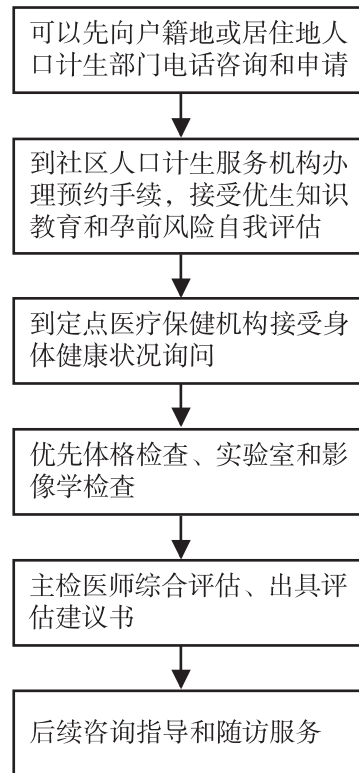 可以先向户籍地或居住地人
口计生部门电话咨询和申请
到社区人口计生服务机构办
理预约手续，接受优生知识
教育和孕前风险自我评估
到定点医疗保健机构接受身
体健康状况询问
优先体格检查、实验室和影
像学检查
主检医师综合评估、出具评
估建议书
后续咨询指导和随访服务